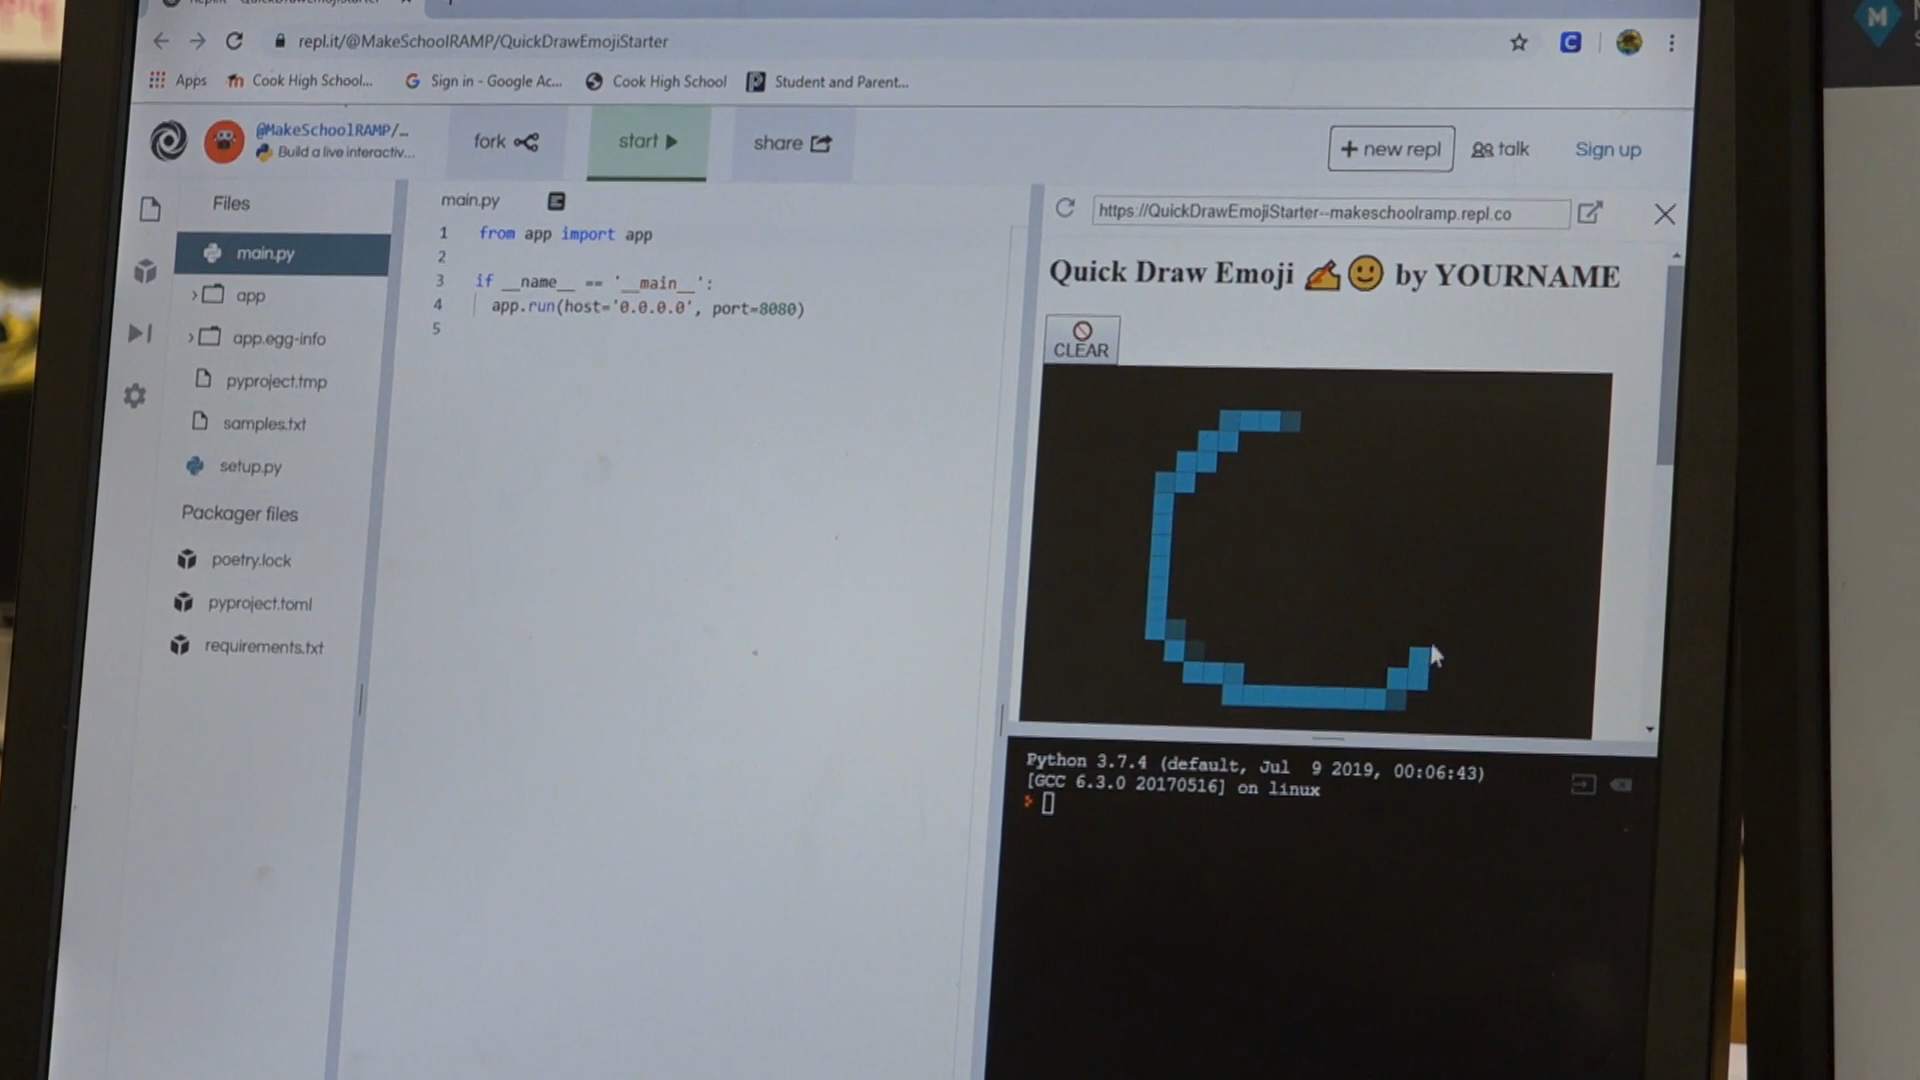 repl.it/@MakeSchoolRAMP/QuickDrawEmojiStarter
Apps Cook High School... Sign in - Google Ac... Cook High School Student and Parent...
@MakeSchoolRAMP/...
Build a live interactiv...
fork start share + new repl talk Sign up
Files
main.py
app
app.egg-info
pyproject.tmp
samples.txt
setup.py
Packager files
poetry.lock
pyproject.toml
requirements.txt
main.py
1 from app import app
2
3 if __name__ == '__main__':
4 app.run(host='0.0.0.0', port=8080)
5
https://QuickDrawEmojiStarter--makeschoolramp.repl.co
Quick Draw Emoji ✍️🙂 by YOURNAME
CLEAR
Python 3.7.4 (default, Jul 9 2019, 00:06:43)
[GCC 6.3.0 20170516] on linux
M